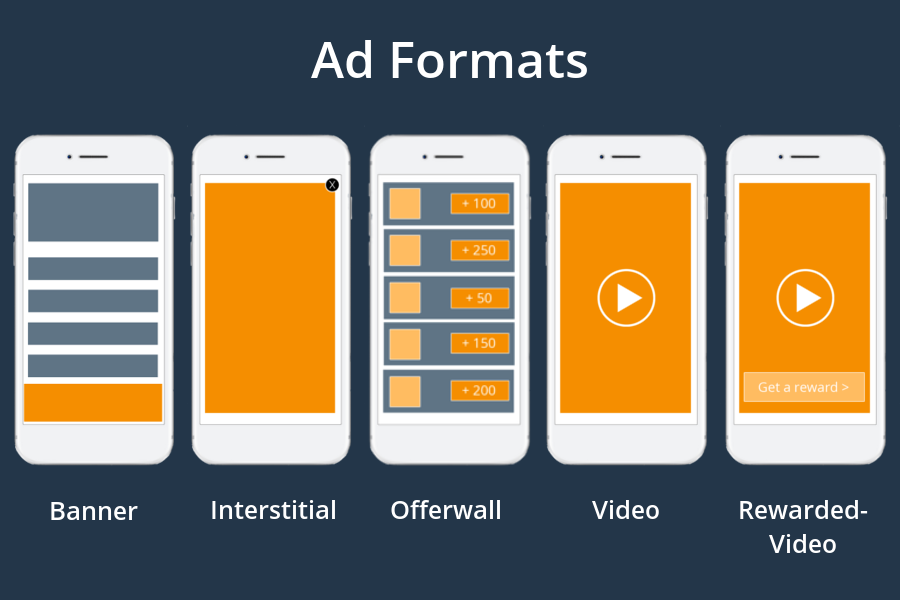 Ad Formats
X
+ 100
+ 250
+ 50
+ 150
+ 200
Get a reward >
Banner
Interstitial
Offerwall
Video
Rewarded-
Video